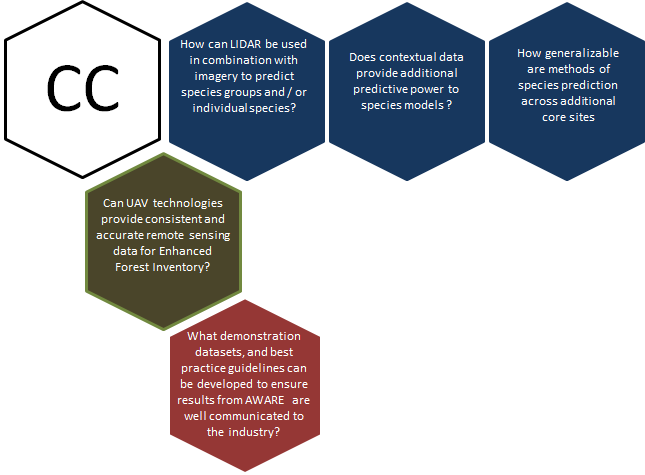 CC
How can LIDAR be used
in combination with
imagery to predict
species groups and / or
individual species?
Does contextual data
provide additional
predictive power to
species models ?
How generalizable
are methods of
species prediction
across additional
core sites
Can UAV technologies
provide consistent and
accurate remote sensing
data for Enhanced
Forest Inventory?
What demonstration
datasets, and best
practice guidelines can
be developed to ensure
results from AWARE are
well communicated to
the industry?